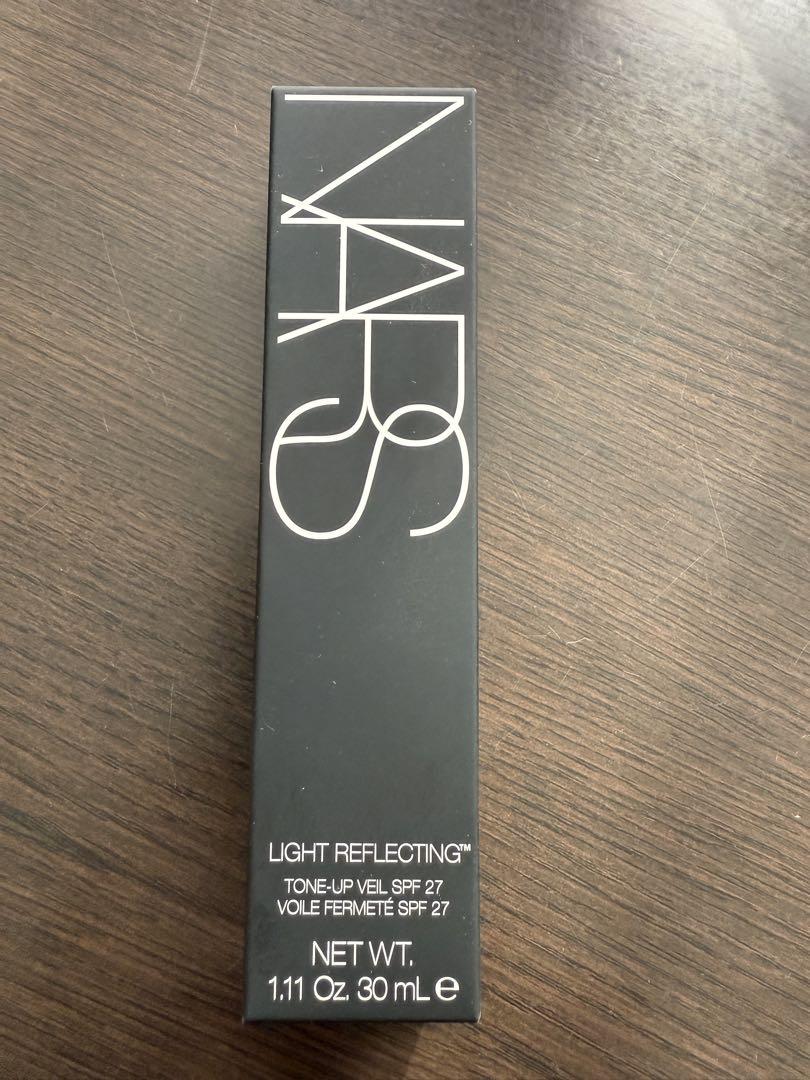 NARS
LIGHT REFLECTING™
TONE-UP VEIL SPF 27
VOILE FERMETÉ SPF 27
NET WT.
1.11 Oz. 30 mL e